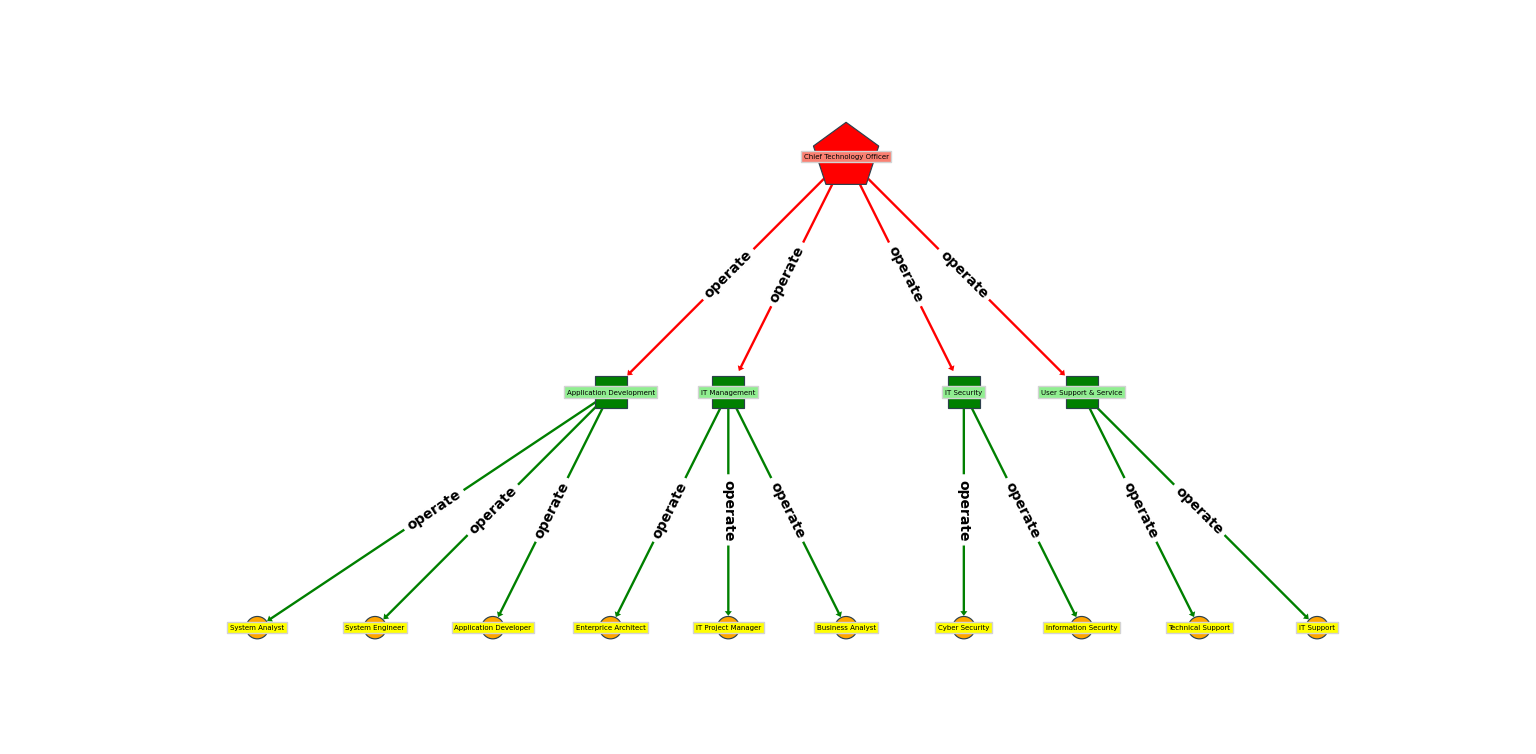 Chief Technology Officer
operate
operate
operate
operate
Application Development
IT Management
IT Security
User Support & Service
operate
operate
operate
operate
operate
operate
operate
operate
operate
operate
System Analyst
System Engineer
Application Developer
Enterprice Architect
IT Project Manager
Business Analyst
Cyber Security
Information Security
Technical Support
IT Support